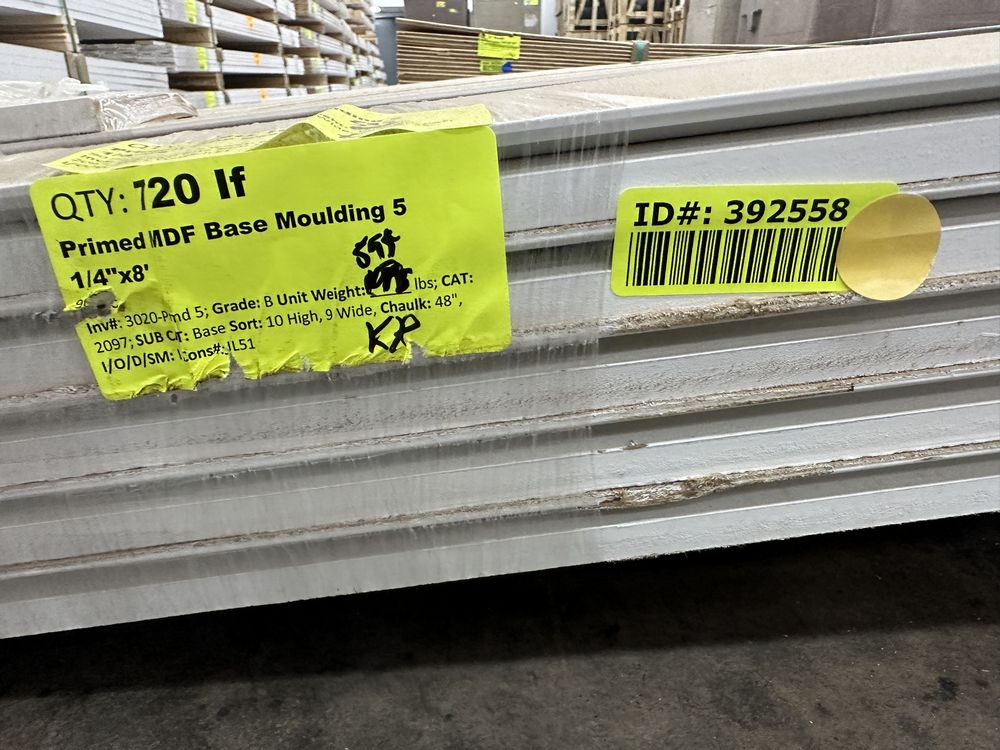 QTY: 720 lf
Primed MDF Base Moulding 5
1/4"x8'
Inv#: 3020-Pmd 5; Grade: B Unit Weight: lbs; CAT:
2097; SUB Cat: Base Sort: 10 High, 9 Wide, Chaulk: 48",
I/O/D/SM: Cons#: JL51
KP
ID#: 392558